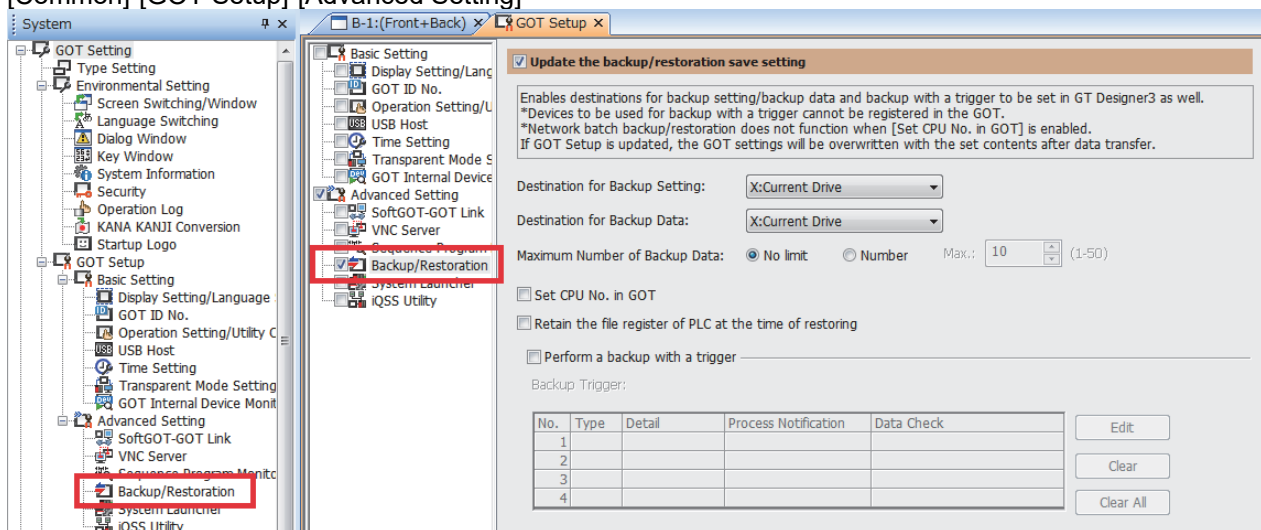 [Common]-[GOT Setup]-[Advanced Setting]
System
B-1:(Front+Back)
GOT Setup
GOT Setting
Type Setting
Environmental Setting
Screen Switching/Window
Language Switching
Dialog Window
Key Window
System Information
Security
Operation Log
KANA KANJI Conversion
Startup Logo
GOT Setup
Basic Setting
Display Setting/Language
GOT ID No.
Operation Setting/Utility C
USB Host
Time Setting
Transparent Mode Setting
GOT Internal Device Monit
Advanced Setting
SoftGOT-GOT Link
VNC Server
Sequence Program Monito
Backup/Restoration
System Launcher
iQSS Utility
Basic Setting
Display Setting/Lang
GOT ID No.
Operation Setting/U
USB Host
Time Setting
Transparent Mode S
GOT Internal Device
Advanced Setting
SoftGOT-GOT Link
VNC Server
Sequence Program
Backup/Restoration
System Launcher
iQSS Utility
Update the backup/restoration save setting
Enables destinations for backup setting/backup data and backup with a trigger to be set in GT Designer3 as well.
*Devices to be used for backup with a trigger cannot be registered in the GOT.
*Network batch backup/restoration does not function when [Set CPU No. in GOT] is enabled.
If GOT Setup is updated, the GOT settings will be overwritten with the set contents after data transfer.
Destination for Backup Setting: X:Current Drive
Destination for Backup Data: X:Current Drive
Maximum Number of Backup Data: No limit Number Max.: 10 (1-50)
Set CPU No. in GOT
Retain the file register of PLC at the time of restoring
Perform a backup with a trigger
Backup Trigger:
No. Type Detail Process Notification Data Check
1
2
3
4
Edit
Clear
Clear All